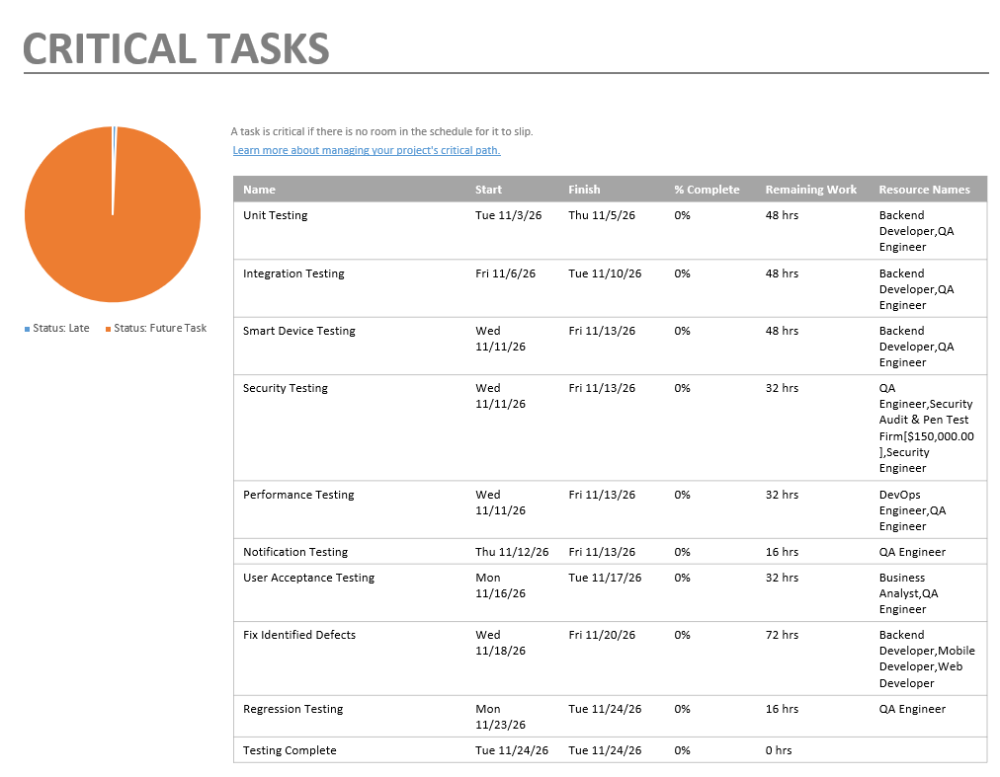 CRITICAL TASKS
A task is critical if there is no room in the schedule for it to slip.
Learn more about managing your project's critical path.
Status: Late Status: Future Task
Name Start Finish % Complete Remaining Work Resource Names
Unit Testing Tue 11/3/26 Thu 11/5/26 0% 48 hrs Backend
Developer,QA
Engineer
Integration Testing Fri 11/6/26 Tue 11/10/26 0% 48 hrs Backend
Developer,QA
Engineer
Smart Device Testing Wed Fri 11/13/26 0% 48 hrs Backend
11/11/26 Developer,QA
Engineer
Security Testing Wed Fri 11/13/26 0% 32 hrs QA
11/11/26 Engineer,Security
Audit & Pen Test
Firm[$150,000.00
],Security
Engineer
Performance Testing Wed Fri 11/13/26 0% 32 hrs DevOps
11/11/26 Engineer,QA
Engineer
Notification Testing Thu 11/12/26 Fri 11/13/26 0% 16 hrs QA Engineer
User Acceptance Testing Mon Tue 11/17/26 0% 32 hrs Business
11/16/26 Analyst,QA
Engineer
Fix Identified Defects Wed Fri 11/20/26 0% 72 hrs Backend
11/18/26 Developer,Mobile
Developer,Web
Developer
Regression Testing Mon Tue 11/24/26 0% 16 hrs QA Engineer
11/23/26
Testing Complete Tue 11/24/26 Tue 11/24/26 0% 0 hrs